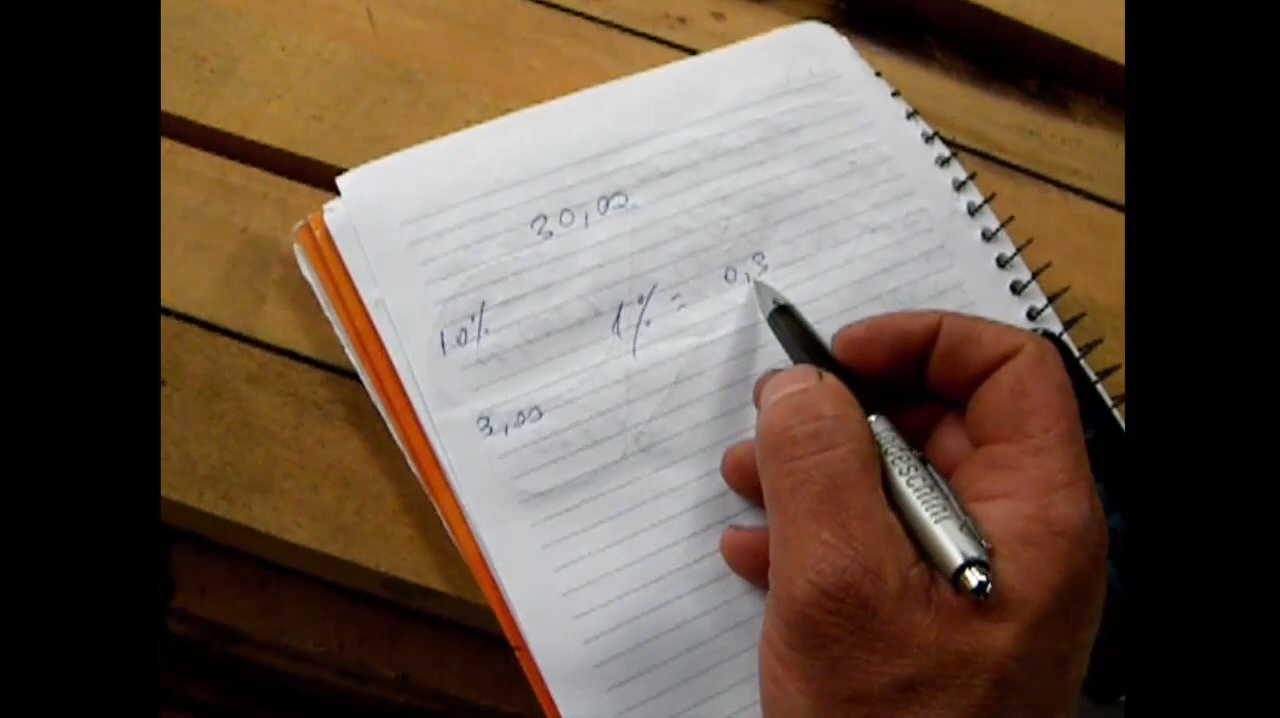 30,00
10% 1% = 0,3
3,00